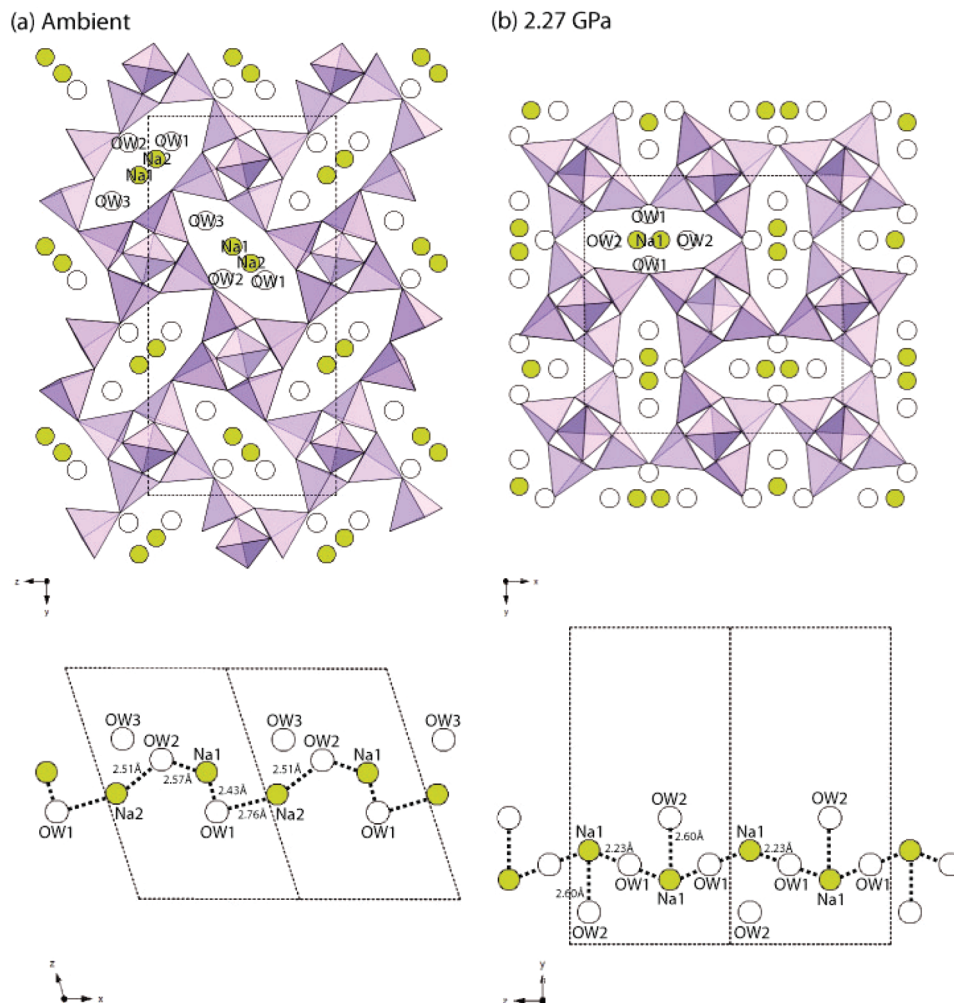 (a) Ambient
(b) 2.27 GPa
OW2 OW1
Na2
Na1
OW3
OW3
Na1
Na2
OW2 OW1
OW1
OW2 Na1 OW2
OW1
z
y
x
y
OW3
OW2
Na1
2.51Å
2.57Å
2.43Å
OW1
Na2
OW1
2.76Å
OW3
OW2
Na1
2.51Å
Na2
OW1
OW3
z
x
OW2
Na1
2.60Å
2.23Å
OW1
OW1
Na1
2.60Å
OW2
Na1
OW2
2.23Å
OW1
OW1
Na1
OW2
y
z